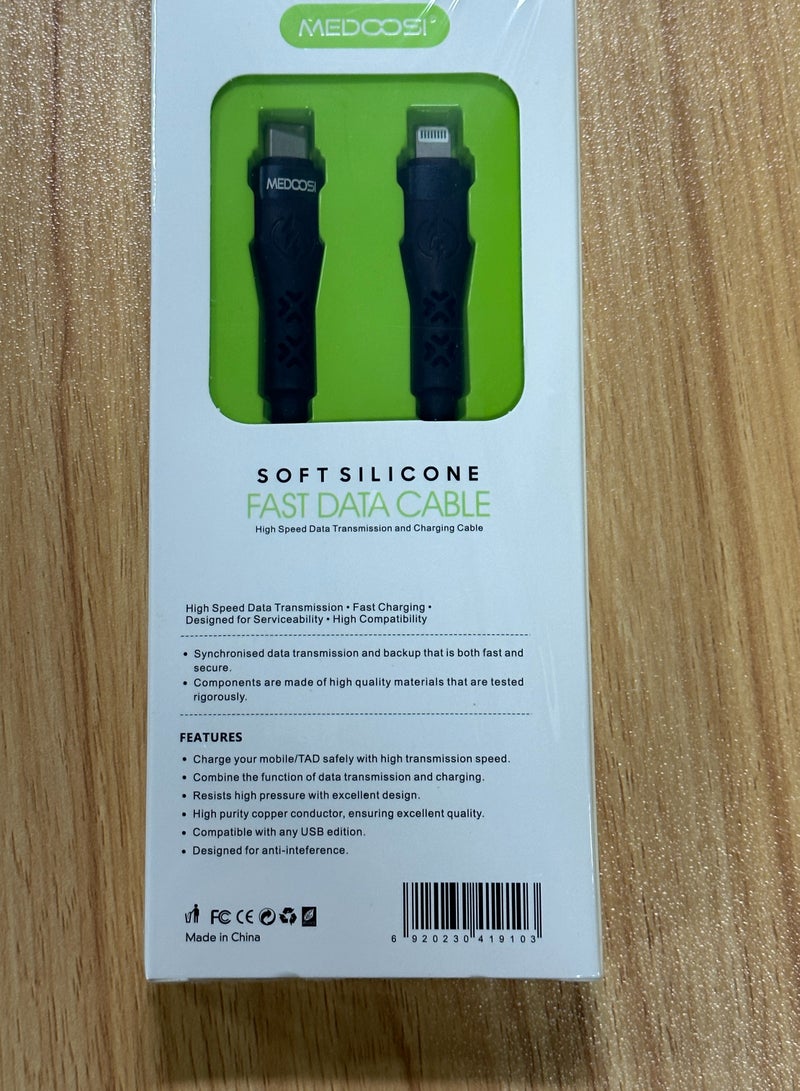 MEDOOSI
MEDOOSI
SOFT SILICONE
FAST DATA CABLE
High Speed Data Transmission and Charging Cable
High Speed Data Transmission • Fast Charging •
Designed for Serviceability • High Compatibility
• Synchronised data transmission and backup that is both fast and
secure.
• Components are made of high quality materials that are tested
rigorously.
FEATURES
• Charge your mobile/TAD safely with high transmission speed.
• Combine the function of data transmission and charging.
• Resists high pressure with excellent design.
• High purity copper conductor, ensuring excellent quality.
• Compatible with any USB edition.
• Designed for anti-inteference.
FC CE
Made in China
6 920230 419103